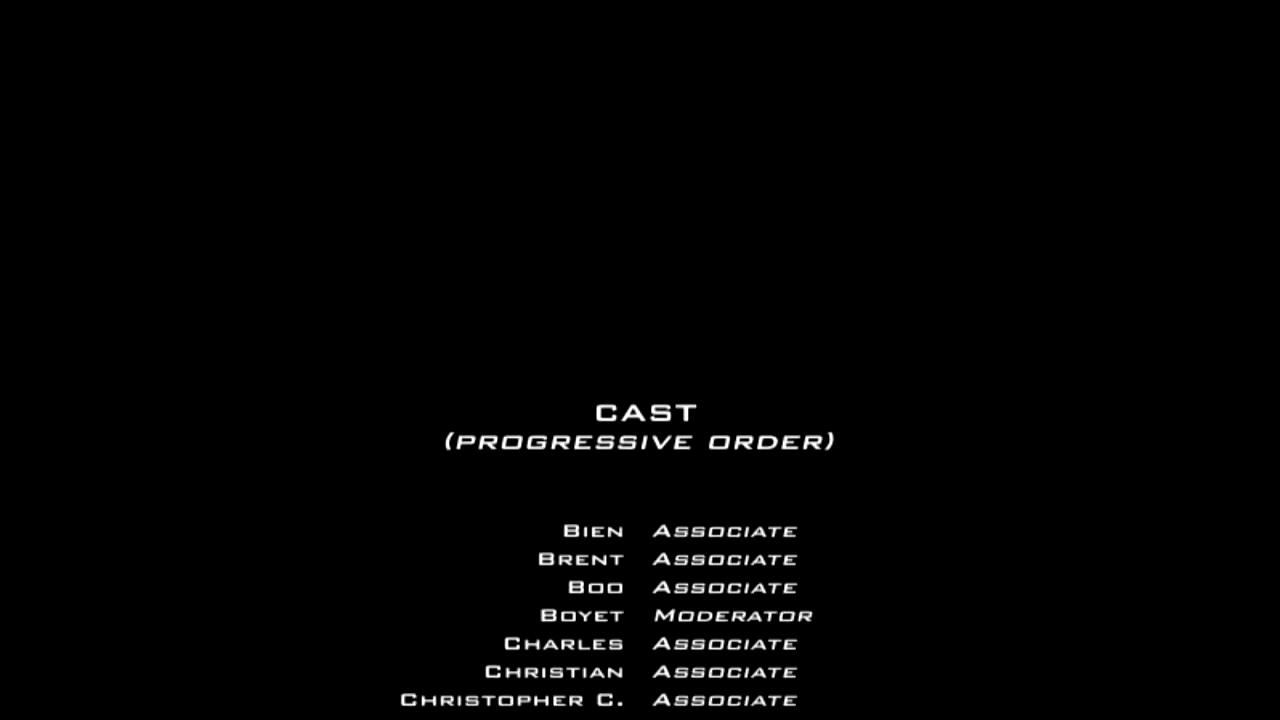 CAST
(PROGRESSIVE ORDER)
BIEN ASSOCIATE
BRENT ASSOCIATE
BOO ASSOCIATE
BOYET MODERATOR
CHARLES ASSOCIATE
CHRISTIAN ASSOCIATE
CHRISTOPHER C. ASSOCIATE